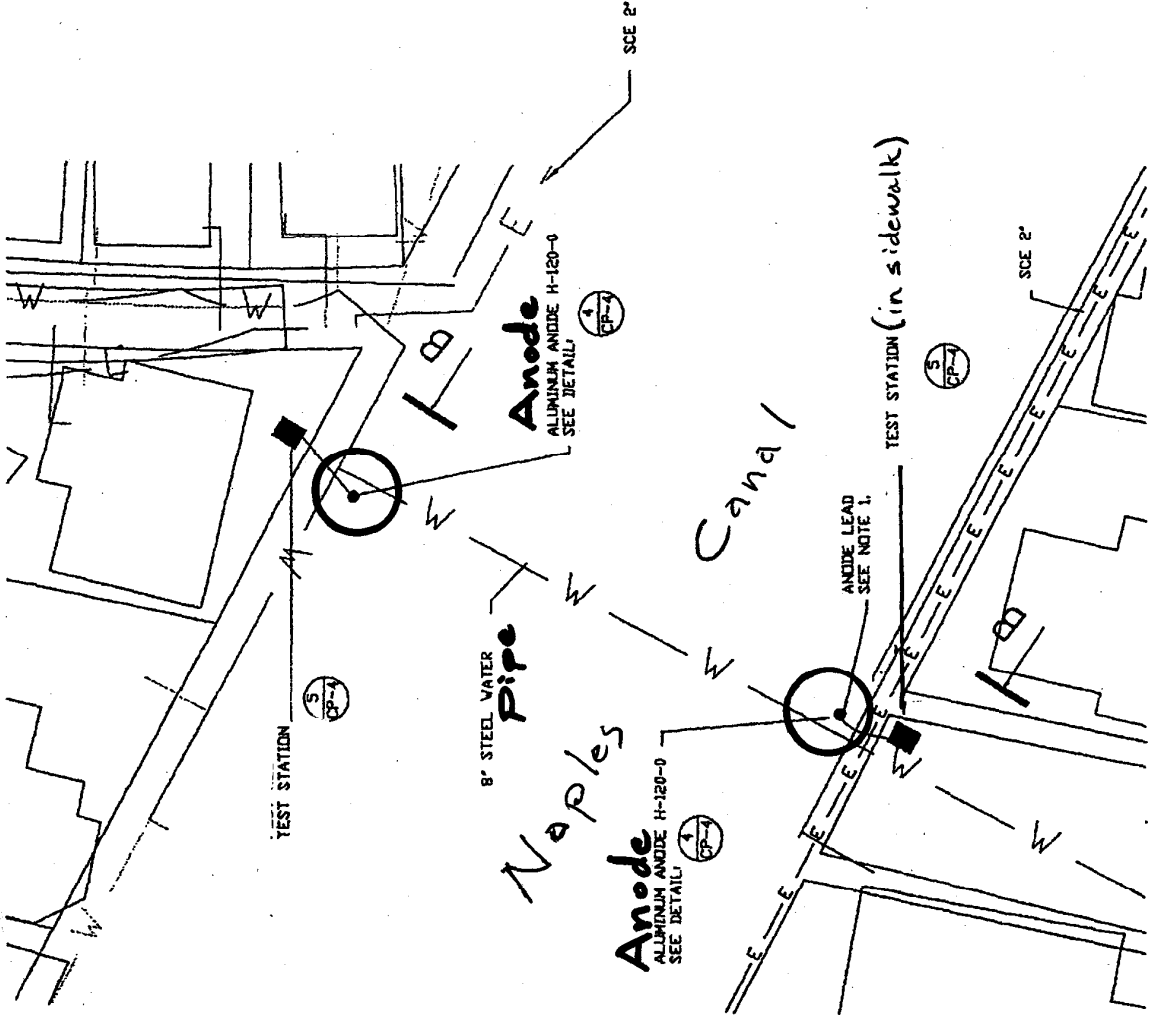 SCE 2"
W
W
E
E
B
Anode
ALUMINUM ANODE H-120-0
SEE DETAIL:
4
CP-4
W
W
TEST STATION
5
CP-4
8" STEEL WATER
Pipe
W
W
W
Naples Canal
Anode
ALUMINUM ANODE H-120-0
SEE DETAIL:
4
CP-4
ANODE LEAD
SEE NOTE 1.
TEST STATION (in sidewalk)
5
CP-4
SCE 2"
E E E E E E E E E E E E
B
W
W